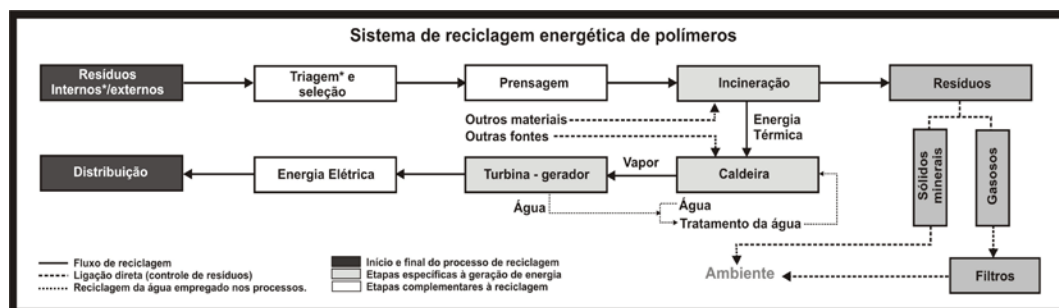 Sistema de reciclagem energética de polímeros
Resíduos
Internos*/externos
Triagem* e
seleção
Prensagem
Incineração
Resíduos
Outros materiais
Outras fontes
Energia
Térmica
Sólidos
minerais
Gasosos
Distribuição
Energia Elétrica
Turbina - gerador
Vapor
Caldeira
Água
Água
Tratamento da água
Fluxo de reciclagem
Ligação direta (controle de resíduos)
Reciclagem da água empregado nos processos.
Inicio e final do processo de reciclagem
Etapas específicas à geração de energia
Etapas complementares à reciclagem
Ambiente
Filtros